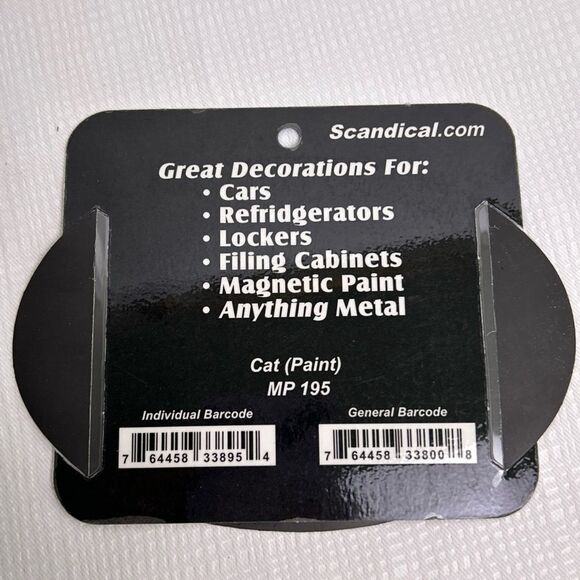 Scandical.com
Great Decorations For:
• Cars
• Refridgerators
• Lockers
• Filing Cabinets
• Magnetic Paint
• Anything Metal
Cat (Paint)
MP 195
Individual Barcode General Barcode
7 64458 33895 4 7 64458 33800 8